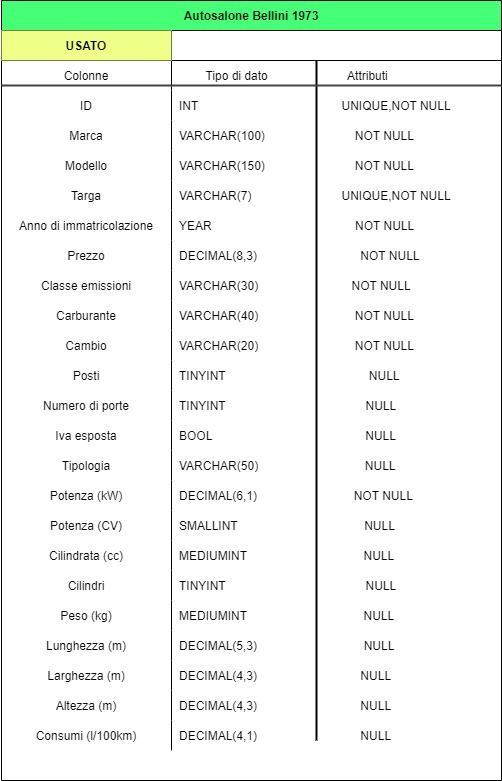 Autosalone Bellini 1973
USATO
Colonne Tipo di dato Attributi
ID INT UNIQUE,NOT NULL
Marca VARCHAR(100) NOT NULL
Modello VARCHAR(150) NOT NULL
Targa VARCHAR(7) UNIQUE,NOT NULL
Anno di immatricolazione YEAR NOT NULL
Prezzo DECIMAL(8,3) NOT NULL
Classe emissioni VARCHAR(30) NOT NULL
Carburante VARCHAR(40) NOT NULL
Cambio VARCHAR(20) NOT NULL
Posti TINYINT NULL
Numero di porte TINYINT NULL
Iva esposta BOOL NULL
Tipologia VARCHAR(50) NULL
Potenza (kW) DECIMAL(6,1) NOT NULL
Potenza (CV) SMALLINT NULL
Cilindrata (cc) MEDIUMINT NULL
Cilindri TINYINT NULL
Peso (kg) MEDIUMINT NULL
Lunghezza (m) DECIMAL(5,3) NULL
Larghezza (m) DECIMAL(4,3) NULL
Altezza (m) DECIMAL(4,3) NULL
Consumi (l/100km) DECIMAL(4,1) NULL